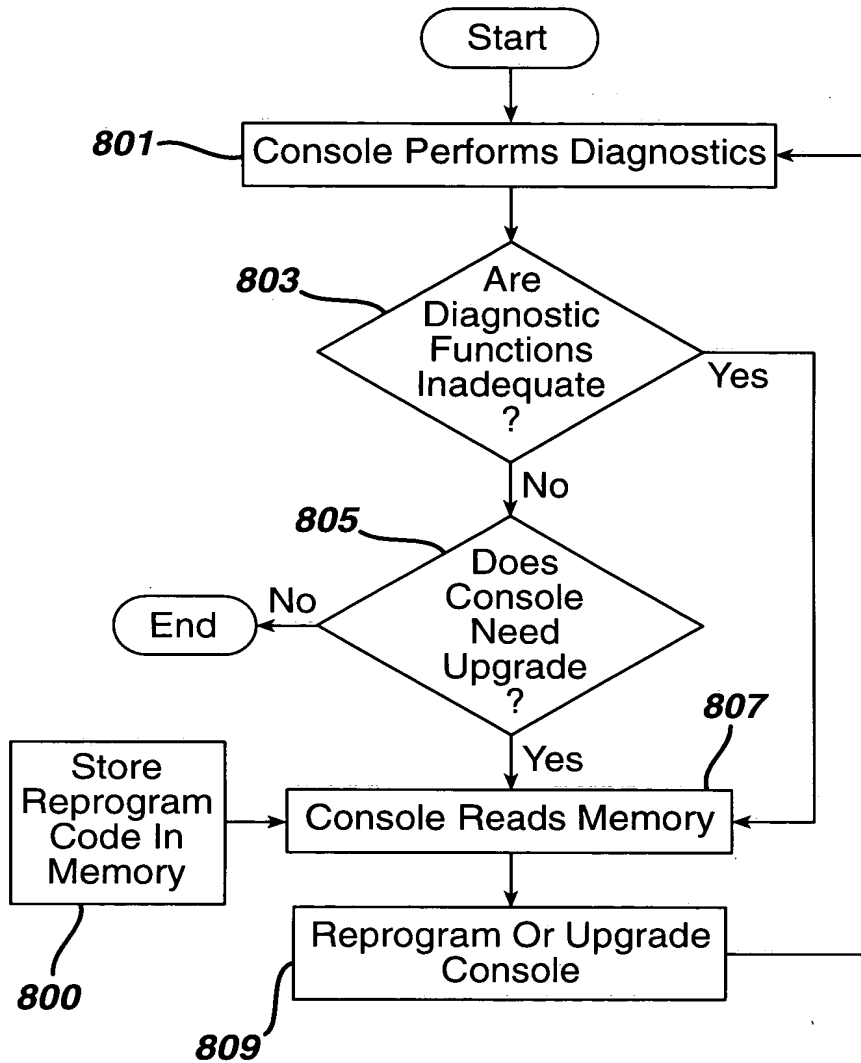 Start
801
Console Performs Diagnostics
803
Are
Diagnostic
Functions
Inadequate
?
Yes
No
805
Does
Console
Need
Upgrade
?
No
End
Yes
807
Store
Reprogram
Code In
Memory
Console Reads Memory
800
Reprogram Or Upgrade
Console
809